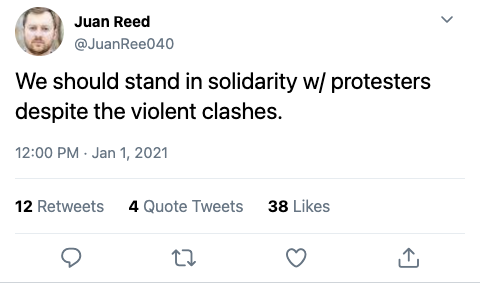 Juan Reed
@JuanRee040
We should stand in solidarity w/ protesters
despite the violent clashes.
12:00 PM · Jan 1, 2021
12 Retweets 4 Quote Tweets 38 Likes